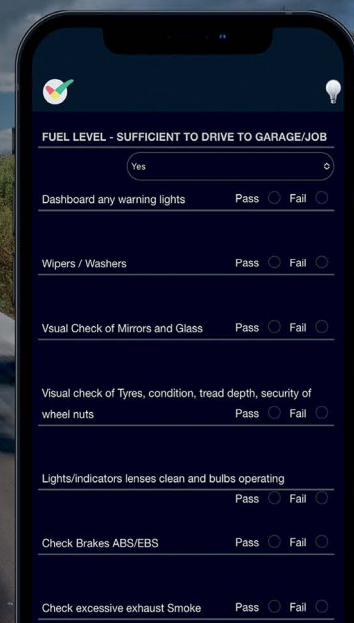 FUEL LEVEL - SUFFICIENT TO DRIVE TO GARAGE/JOB
Yes
Dashboard any warning lights Pass Fail
Wipers / Washers Pass Fail
Vsual Check of Mirrors and Glass Pass Fail
Visual check of Tyres, condition, tread depth, security of
wheel nuts Pass Fail
Lights/indicators lenses clean and bulbs operating
Pass Fail
Check Brakes ABS/EBS Pass Fail
Check excessive exhaust Smoke Pass Fail